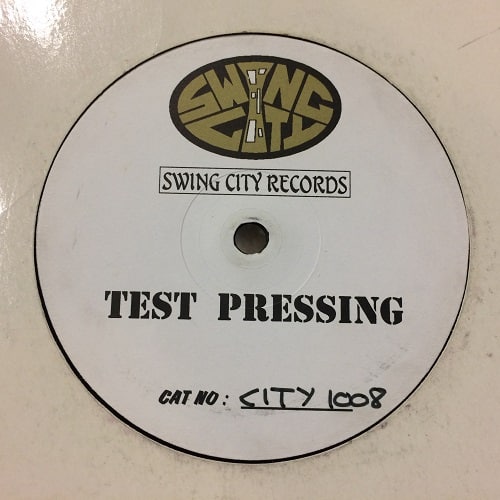 SWING
CITY
SWING CITY RECORDS
TEST PRESSING
CAT NO: CITY 1008